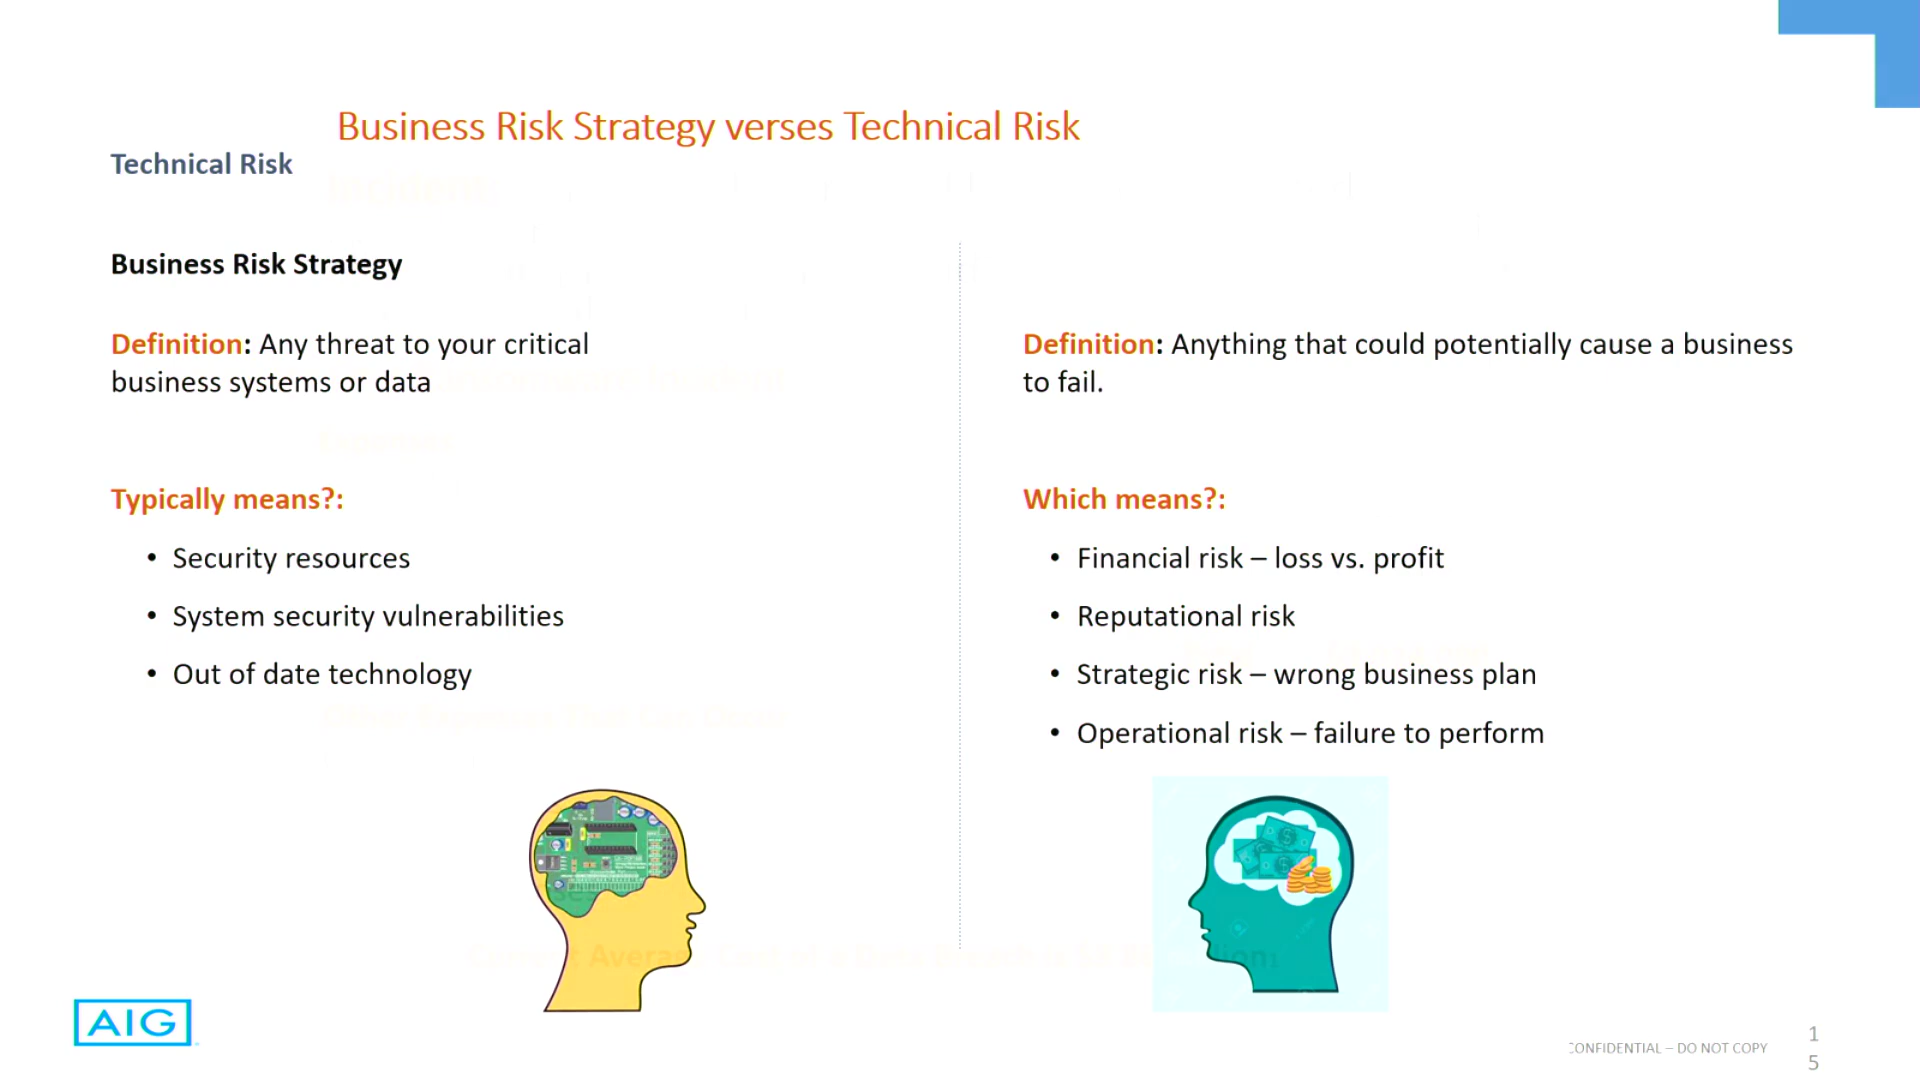 Business Risk Strategy verses Technical Risk
Technical Risk
Business Risk Strategy
Definition: Any threat to your critical
business systems or data
Typically means?:
• Security resources
• System security vulnerabilities
• Out of date technology
Definition: Anything that could potentially cause a business
to fail.
Which means?:
• Financial risk – loss vs. profit
• Reputational risk
• Strategic risk – wrong business plan
• Operational risk – failure to perform
AIG
CONFIDENTIAL – DO NOT COPY
1
5